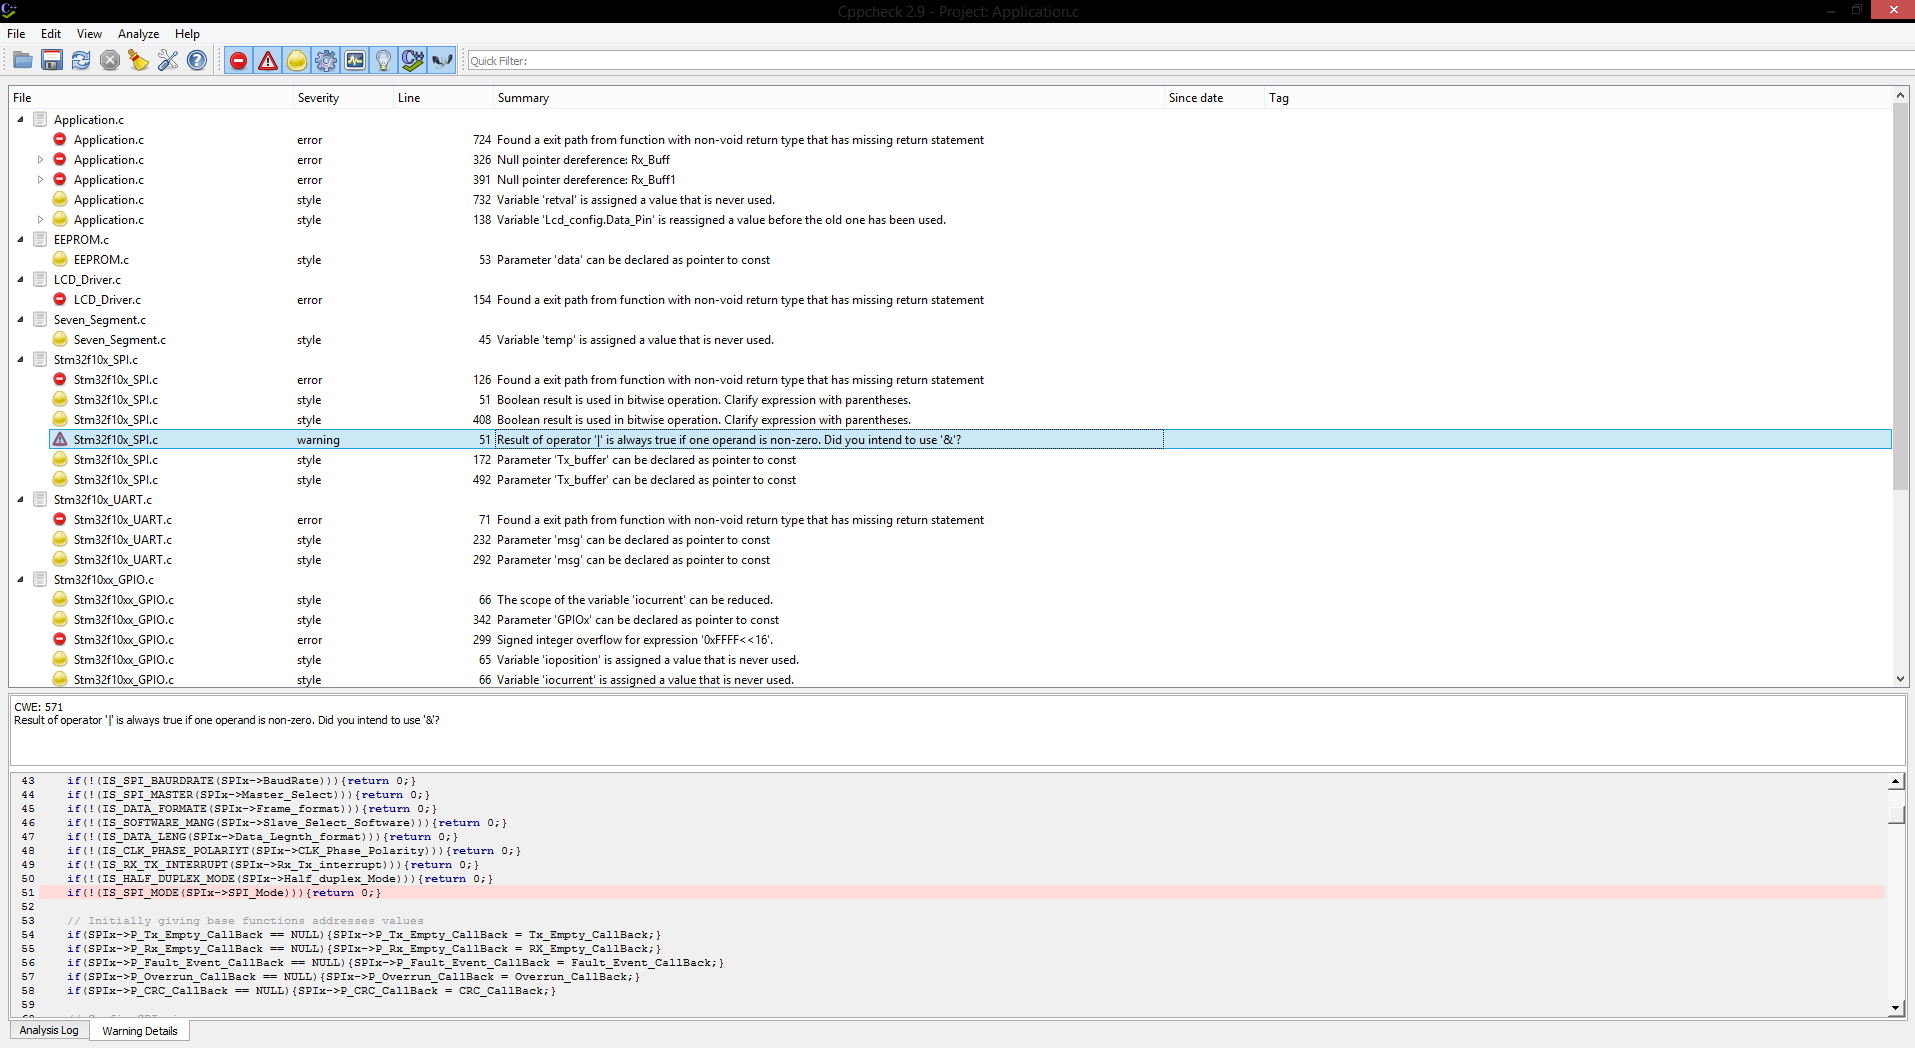 Cppcheck 2.9 - Project: Application.c
File Edit View Analyze Help
Quick Filter:
File Severity Line Summary Since date Tag
Application.c
Application.c error 724 Found a exit path from function with non-void return type that has missing return statement
Application.c error 326 Null pointer dereference: Rx_Buff
Application.c error 391 Null pointer dereference: Rx_Buff1
Application.c style 732 Variable 'retval' is assigned a value that is never used.
Application.c style 138 Variable 'Lcd_config.Data_Pin' is reassigned a value before the old one has been used.
EEPROM.c
EEPROM.c style 53 Parameter 'data' can be declared as pointer to const
LCD_Driver.c
LCD_Driver.c error 154 Found a exit path from function with non-void return type that has missing return statement
Seven_Segment.c
Seven_Segment.c style 45 Variable 'temp' is assigned a value that is never used.
Stm32f10x_SPI.c
Stm32f10x_SPI.c error 126 Found a exit path from function with non-void return type that has missing return statement
Stm32f10x_SPI.c style 51 Boolean result is used in bitwise operation. Clarify expression with parentheses.
Stm32f10x_SPI.c style 408 Boolean result is used in bitwise operation. Clarify expression with parentheses.
Stm32f10x_SPI.c warning 51 Result of operator '|' is always true if one operand is non-zero. Did you intend to use '&'?
Stm32f10x_SPI.c style 172 Parameter 'Tx_buffer' can be declared as pointer to const
Stm32f10x_SPI.c style 492 Parameter 'Tx_buffer' can be declared as pointer to const
Stm32f10x_UART.c
Stm32f10x_UART.c error 71 Found a exit path from function with non-void return type that has missing return statement
Stm32f10x_UART.c style 232 Parameter 'msg' can be declared as pointer to const
Stm32f10x_UART.c style 292 Parameter 'msg' can be declared as pointer to const
Stm32f10xx_GPIO.c
Stm32f10xx_GPIO.c style 66 The scope of the variable 'iocurrent' can be reduced.
Stm32f10xx_GPIO.c style 342 Parameter 'GPIOx' can be declared as pointer to const
Stm32f10xx_GPIO.c error 299 Signed integer overflow for expression '0xFFFF<<16'.
Stm32f10xx_GPIO.c style 65 Variable 'ioposition' is assigned a value that is never used.
Stm32f10xx_GPIO.c style 66 Variable 'iocurrent' is assigned a value that is never used.
CWE: 571
Result of operator '|' is always true if one operand is non-zero. Did you intend to use '&'?
43 if(!(IS_SPI_BAURDRATE(SPIx->BaudRate))){return 0;}
44 if(!(IS_SPI_MASTER(SPIx->Master_Select))){return 0;}
45 if(!(IS_DATA_FORMATE(SPIx->Frame_format))){return 0;}
46 if(!(IS_SOFTWARE_MANG(SPIx->Slave_Select_Software))){return 0;}
47 if(!(IS_DATA_LENG(SPIx->Data_Legnth_format))){return 0;}
48 if(!(IS_CLK_PHASE_POLARIYT(SPIx->CLK_Phase_Polarity))){return 0;}
49 if(!(IS_RX_TX_INTERRUPT(SPIx->Rx_Tx_interrupt))){return 0;}
50 if(!(IS_HALF_DUPLEX_MODE(SPIx->Half_duplex_Mode))){return 0;}
51 if(!(IS_SPI_MODE(SPIx->SPI_Mode))){return 0;}
52
53 // Initially giving base functions addresses values
54 if(SPIx->P_Tx_Empty_CallBack == NULL){SPIx->P_Tx_Empty_CallBack = Tx_Empty_CallBack;}
55 if(SPIx->P_Rx_Empty_CallBack == NULL){SPIx->P_Rx_Empty_CallBack = RX_Empty_CallBack;}
56 if(SPIx->P_Fault_Event_CallBack == NULL){SPIx->P_Fault_Event_CallBack = Fault_Event_CallBack;}
57 if(SPIx->P_Overrun_CallBack == NULL){SPIx->P_Overrun_CallBack = Overrun_CallBack;}
58 if(SPIx->P_CRC_CallBack == NULL){SPIx->P_CRC_CallBack = CRC_CallBack;}
59
Analysis Log Warning Details